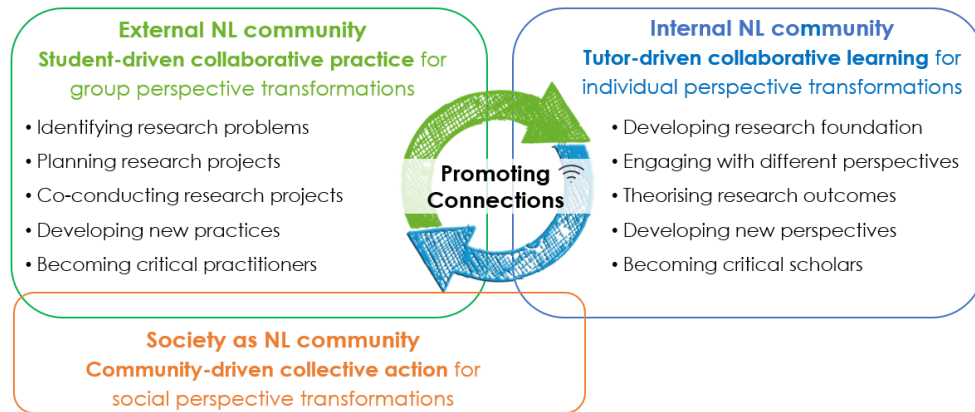 External NL community
Student-driven collaborative practice for
group perspective transformations
• Identifying research problems
• Planning research projects
• Co-conducting research projects
• Developing new practices
• Becoming critical practitioners
Promoting
Connections
Internal NL community
Tutor-driven collaborative learning for
individual perspective transformations
• Developing research foundation
• Engaging with different perspectives
• Theorising research outcomes
• Developing new perspectives
• Becoming critical scholars
Society as NL community
Community-driven collective action for
social perspective transformations